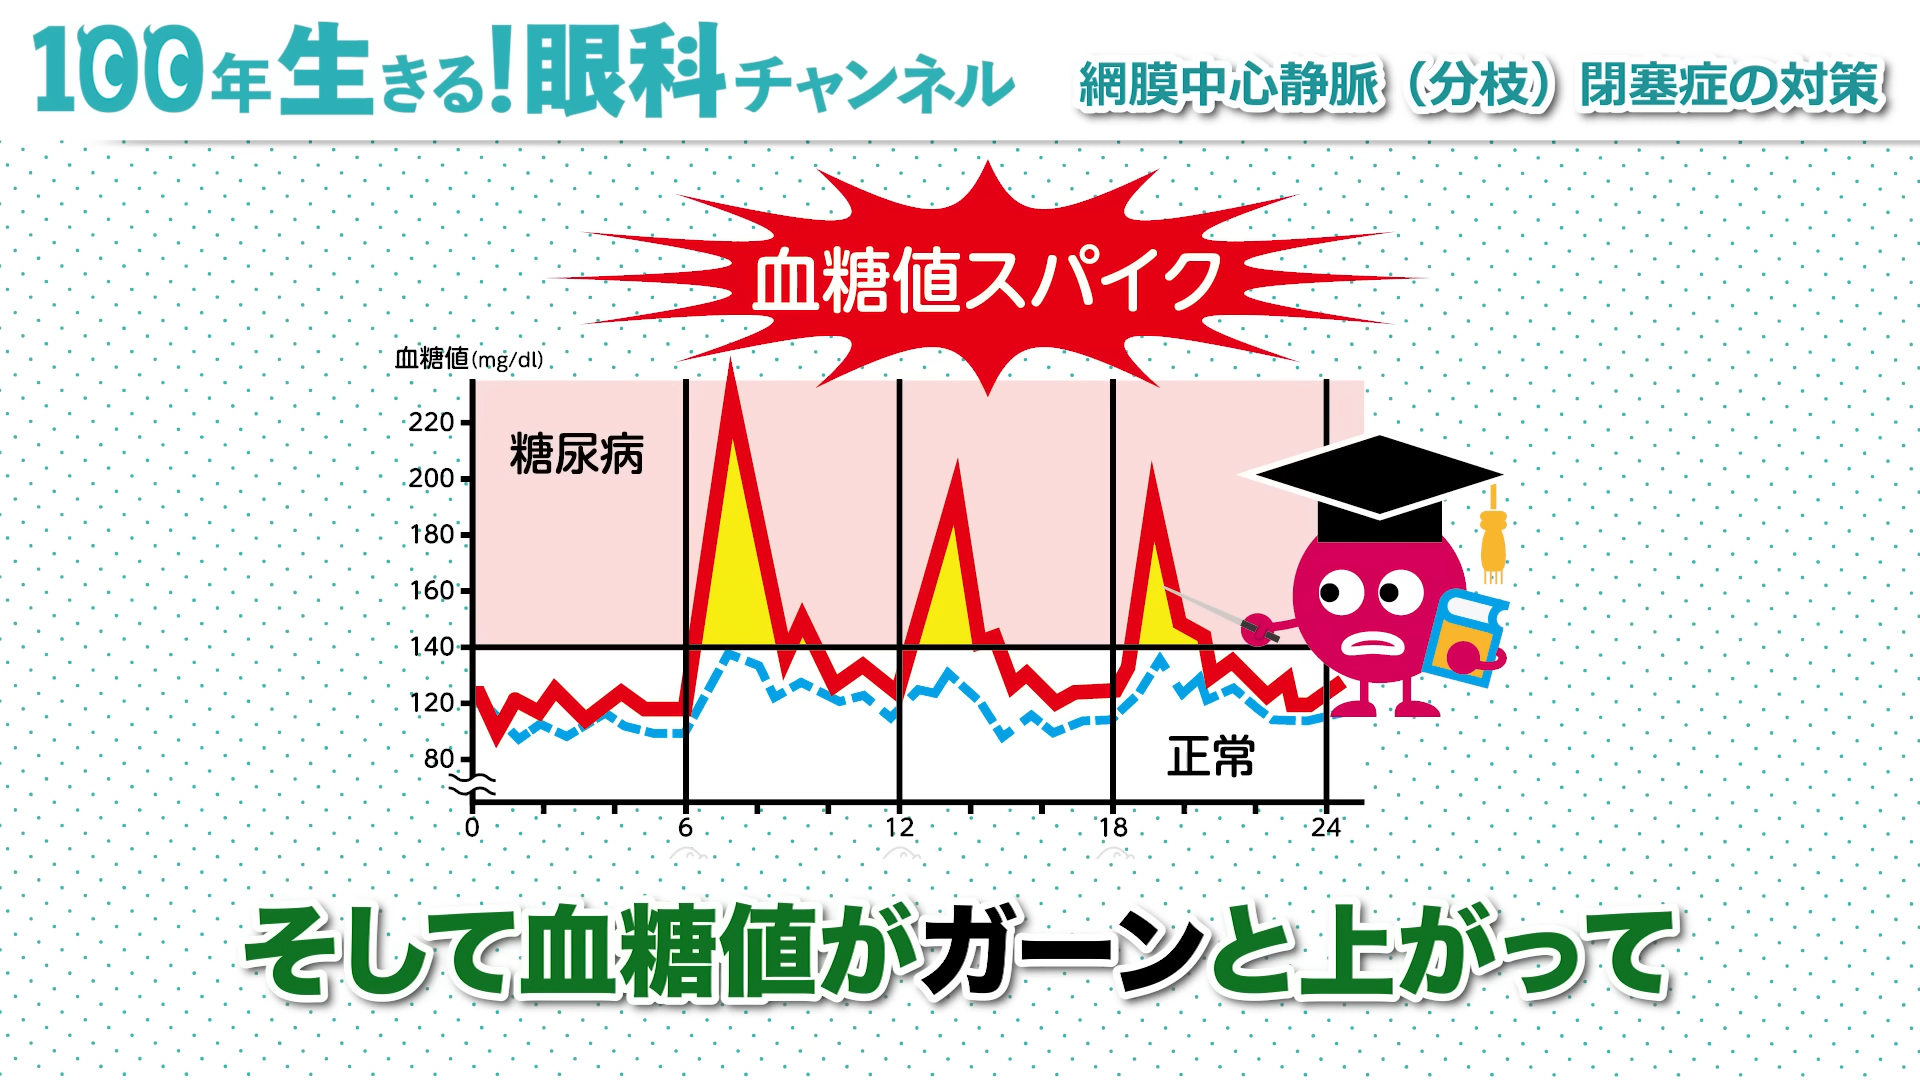 100年生きる!眼科チャンネル
網膜中心静脈（分枝）閉塞症の対策
血糖値スパイク
血糖値(mg/dl)
220
糖尿病
200
180
160
140
120
80
正常
0 6 12 18 24
そして血糖値がガーンと上がって